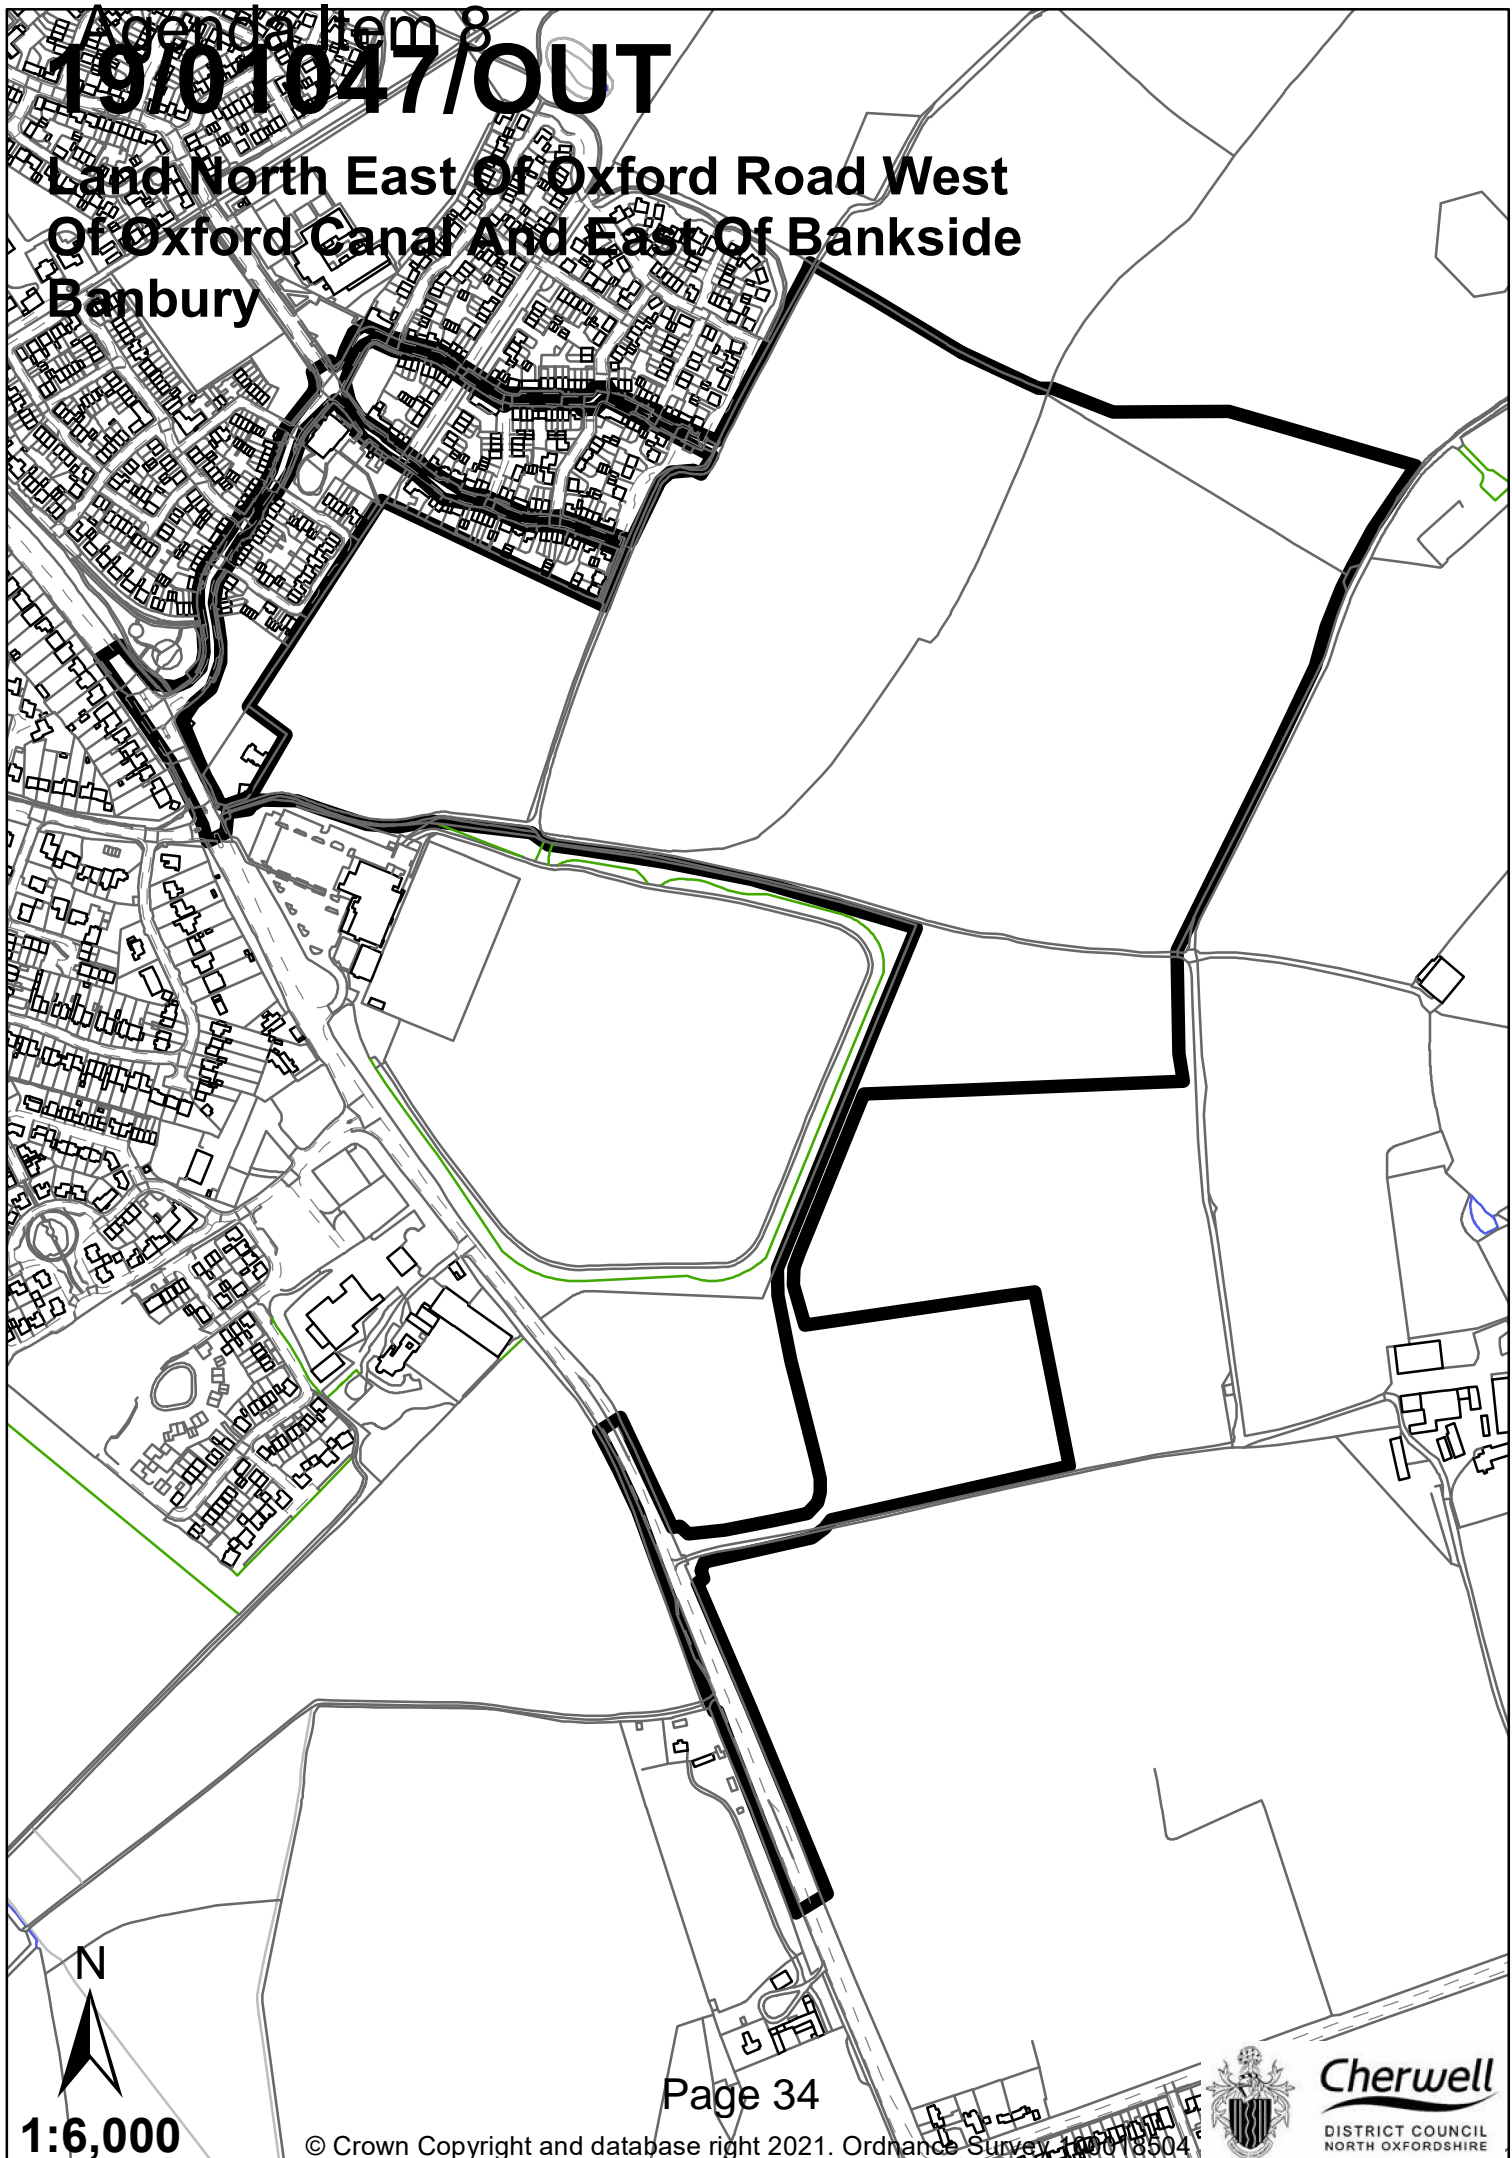 Agenda Item 8
19/01047/OUT
Land North East Of Oxford Road West
Of Oxford Canal And East Of Bankside
Banbury
N
1:6,000
Page 34
© Crown Copyright and database right 2021. Ordnance Survey 100018504
Cherwell
DISTRICT COUNCIL
NORTH OXFORDSHIRE